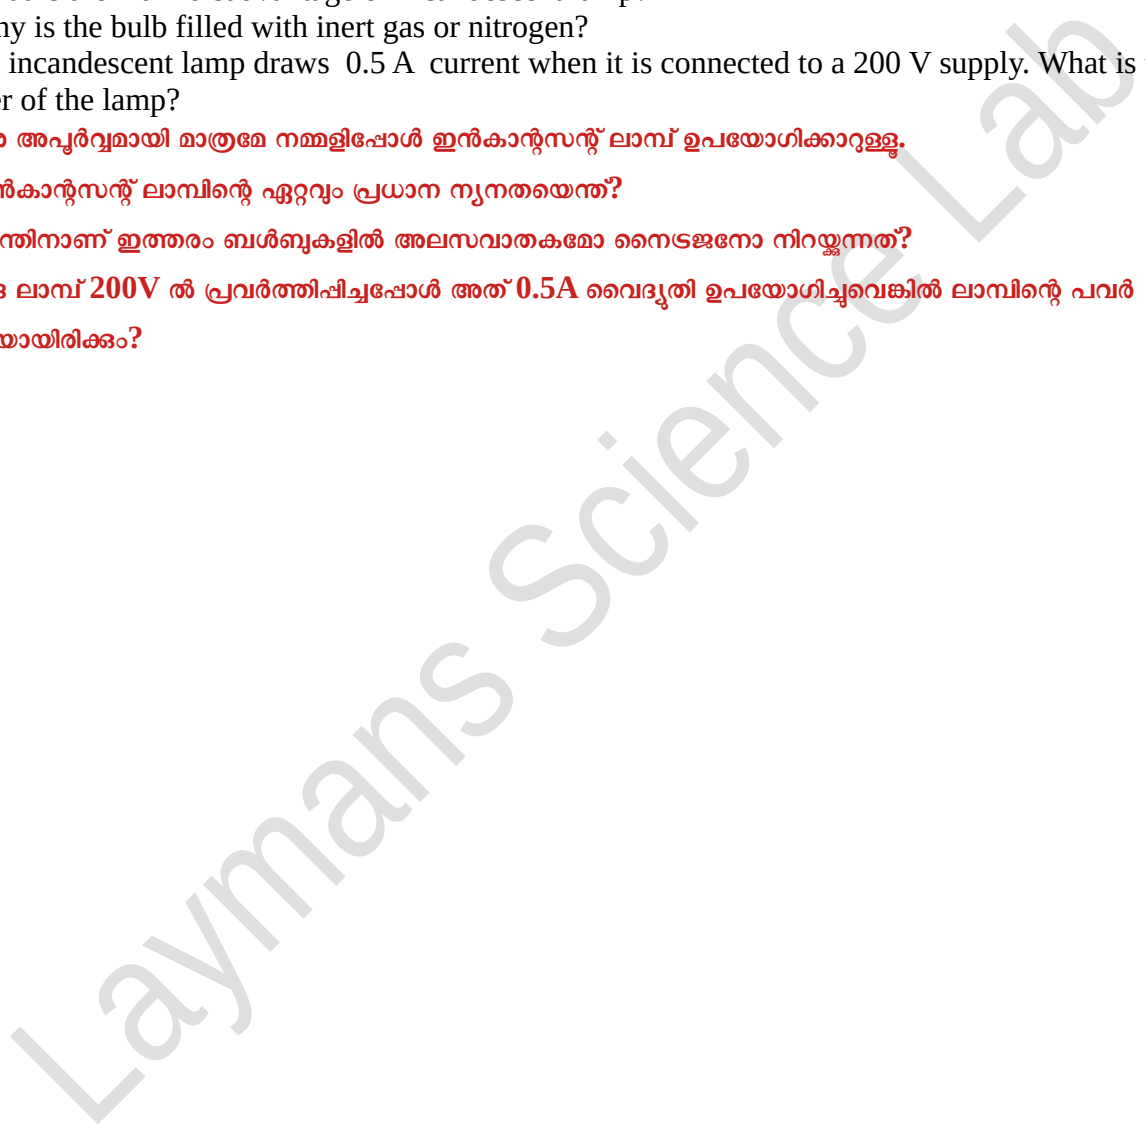 is the bulb filled with inert gas or nitrogen?
incandescent lamp draws 0.5 A current when it is connected to a 200 V supply. What is
of the lamp?
അപൂർവ്വമായി മാത്രമേ നമ്മളിപ്പോൾ ഇൻകാന്റസന്റ് ലാമ്പ് ഉപയോഗിക്കാറുള്ളൂ.
ൻകാന്റസന്റ് ലാമ്പിന്റെ ഏറ്റവും പ്രധാന ന്യനതയെന്ത്?
ന്തിനാണ് ഇത്തരം ബൾബുകളിൽ അലസവാതകമോ നൈട്രജനോ നിറയ്ക്കുന്നത്?
ലാമ്പ് 200V ൽ പ്രവർത്തിപ്പിച്ചപ്പോൾ അത് 0.5A വൈദ്യുതി ഉപയോഗിച്ചുവെങ്കിൽ ലാമ്പിന്റെ പവർ
യായിരിക്കും?
Laymans Science Lab